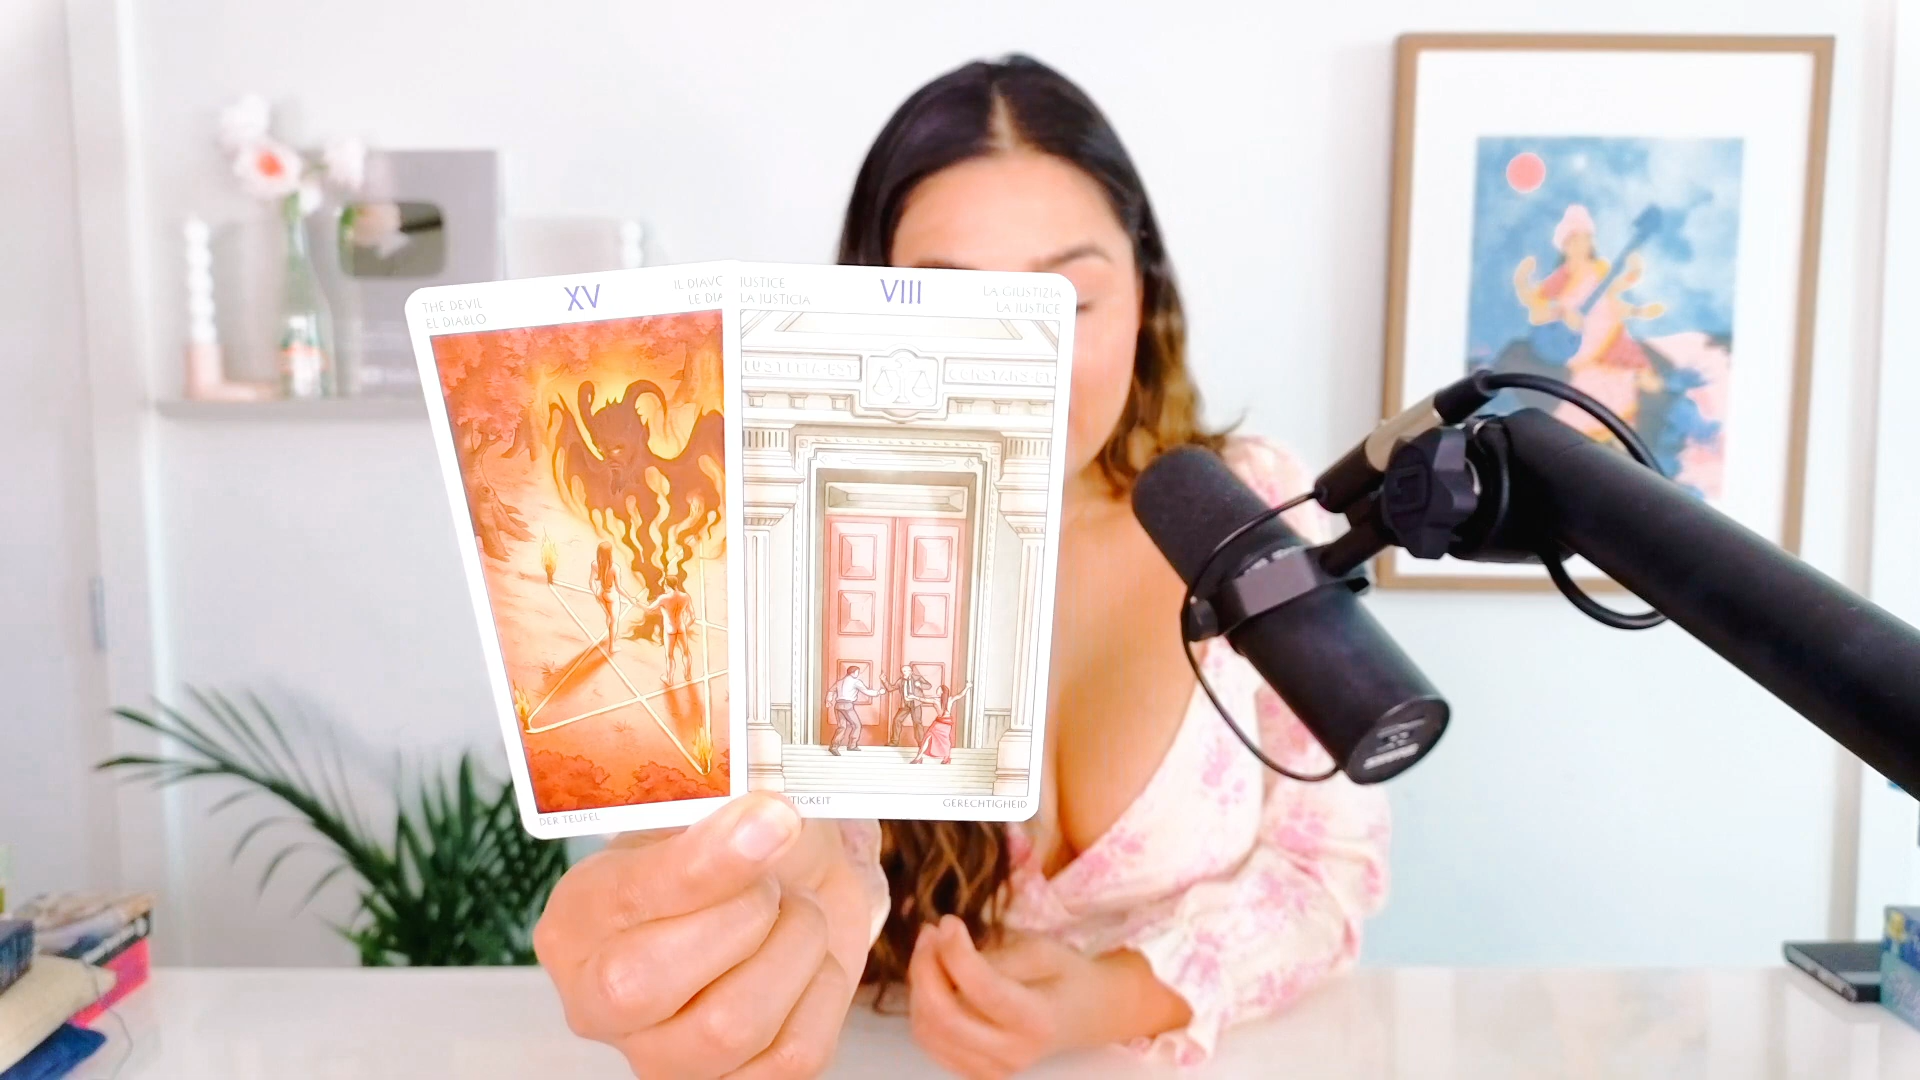 THE DEVIL
EL DIABLO
XV
IL DIAVO
LE DIA
DER TEUFEL
JUSTICE
LA JUSTICIA
VIII
LA GIUSTIZIA
LA JUSTICE
TIGKEIT
GERECHTIGHEID